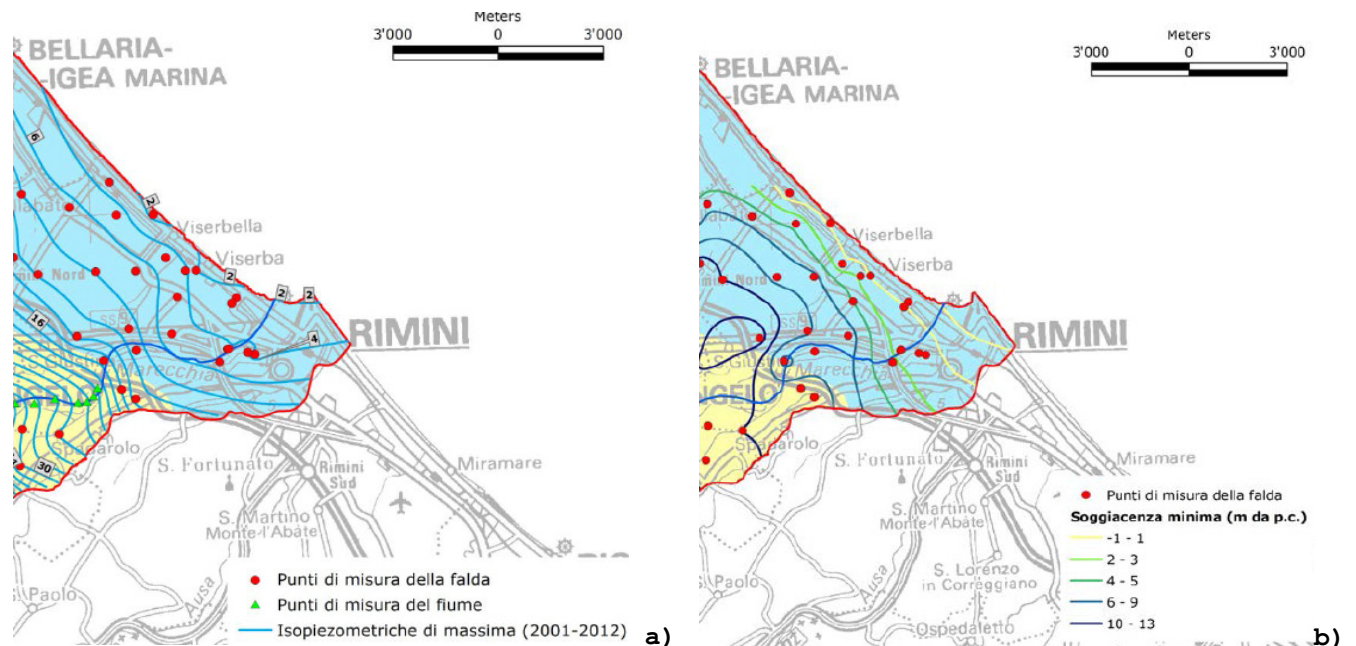 Meters
3'000 0 3'000
BELLARIA-
-IGEA MARINA
6
2
Viserbella
Viserba
2
2
2
16
4
RIMINI
Marecchia
Spadarolo
30
S. Fortunato
Rimini
Sud
Miramare
S. Martino
Monte-l'Abate
Ausa
S. Paolo
Punti di misura della falda
Punti di misura del fiume
Isopiezometriche di massima (2001-2012)
a)
Meters
3'000 0 3'000
BELLARIA-
-IGEA MARINA
Viserbella
Viserba
RIMINI
Marecchia
Spadarolo
S. Fortunato
Rimini
Sud
Miramare
S. Martino
Monte-l'Abate
S. Lorenzo
in Correggiano
Ausa
S. Paolo
Ospedaletto
Punti di misura della falda
Soggiacenza minima (m da p.c.)
-1 - 1
2 - 3
4 - 5
6 - 9
10 - 13
b)